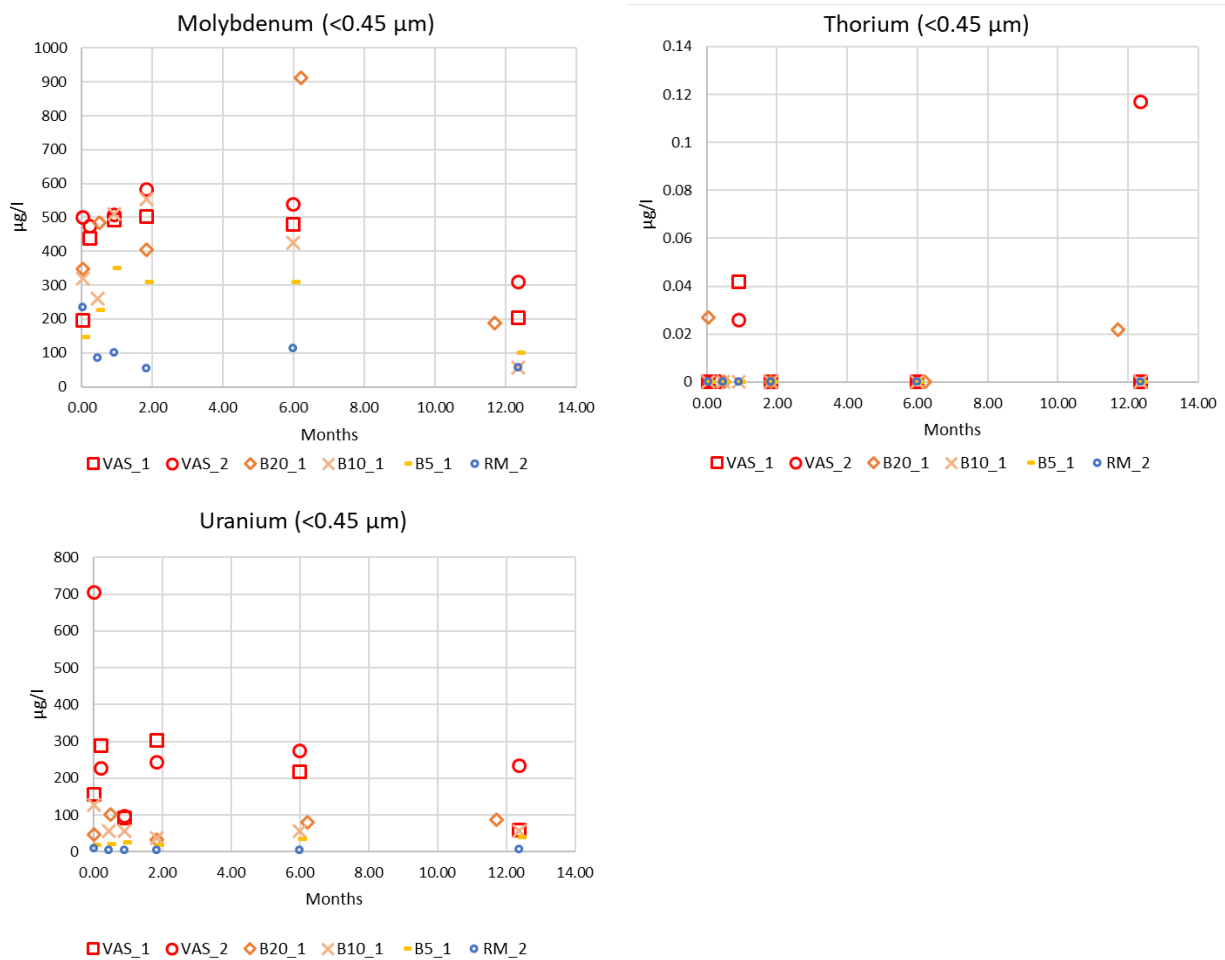 Molybdenum (<0.45 µm)
1000
900
800
700
600
500
400
300
200
100
0
µg/l
0.00 2.00 4.00 6.00 8.00 10.00 12.00 14.00
Months
VAS_1 VAS_2 B20_1 B10_1 B5_1 RM_2
Thorium (<0.45 µm)
0.14
0.12
0.1
0.08
0.06
0.04
0.02
0
µg/l
0.00 2.00 4.00 6.00 8.00 10.00 12.00 14.00
Months
VAS_1 VAS_2 B20_1 B10_1 B5_1 RM_2
Uranium (<0.45 µm)
800
700
600
500
400
300
200
100
0
µg/l
0.00 2.00 4.00 6.00 8.00 10.00 12.00 14.00
Months
VAS_1 VAS_2 B20_1 B10_1 B5_1 RM_2